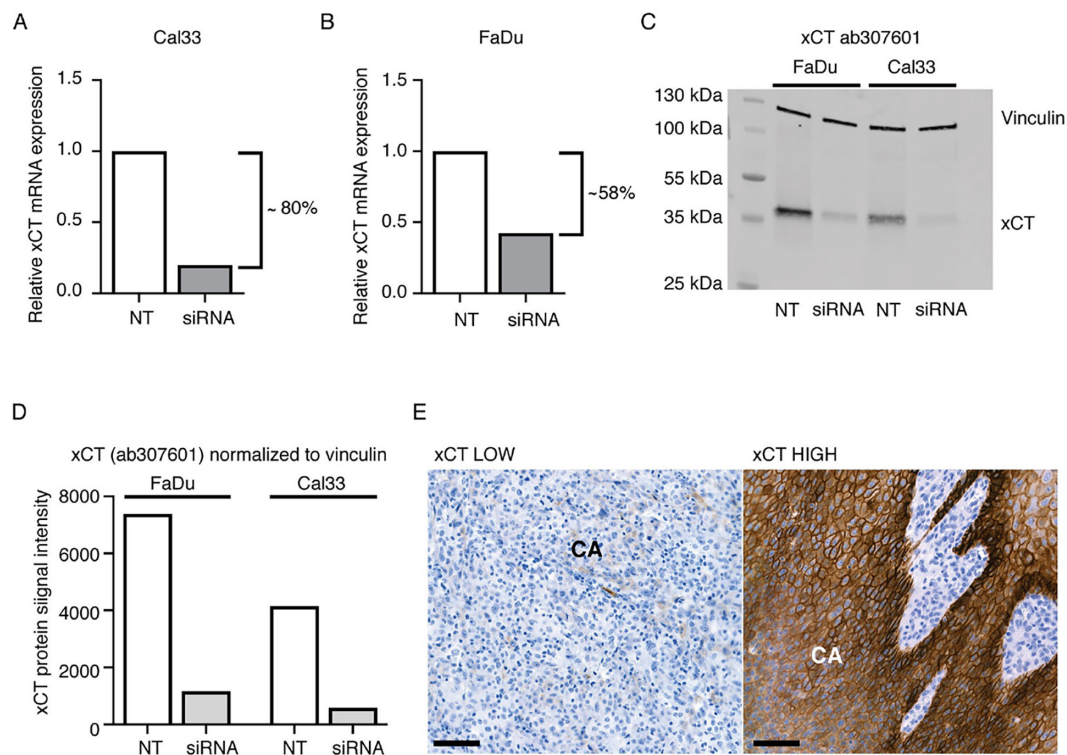 A
Cal33
Relative xCT mRNA expression
1.5
1.0
0.5
0.0
~ 80%
NT siRNA
B
FaDu
Relative xCT mRNA expression
1.5
1.0
0.5
0.0
~58%
NT siRNA
C
xCT ab307601
FaDu Cal33
130 kDa
100 kDa
55 kDa
35 kDa
25 kDa
Vinculin
xCT
NT siRNA NT siRNA
D
xCT (ab307601) normalized to vinculin
FaDu Cal33
xCT protein siignal intensity
8000
6000
4000
2000
0
NT siRNA NT siRNA
E
xCT LOW
CA
xCT HIGH
CA